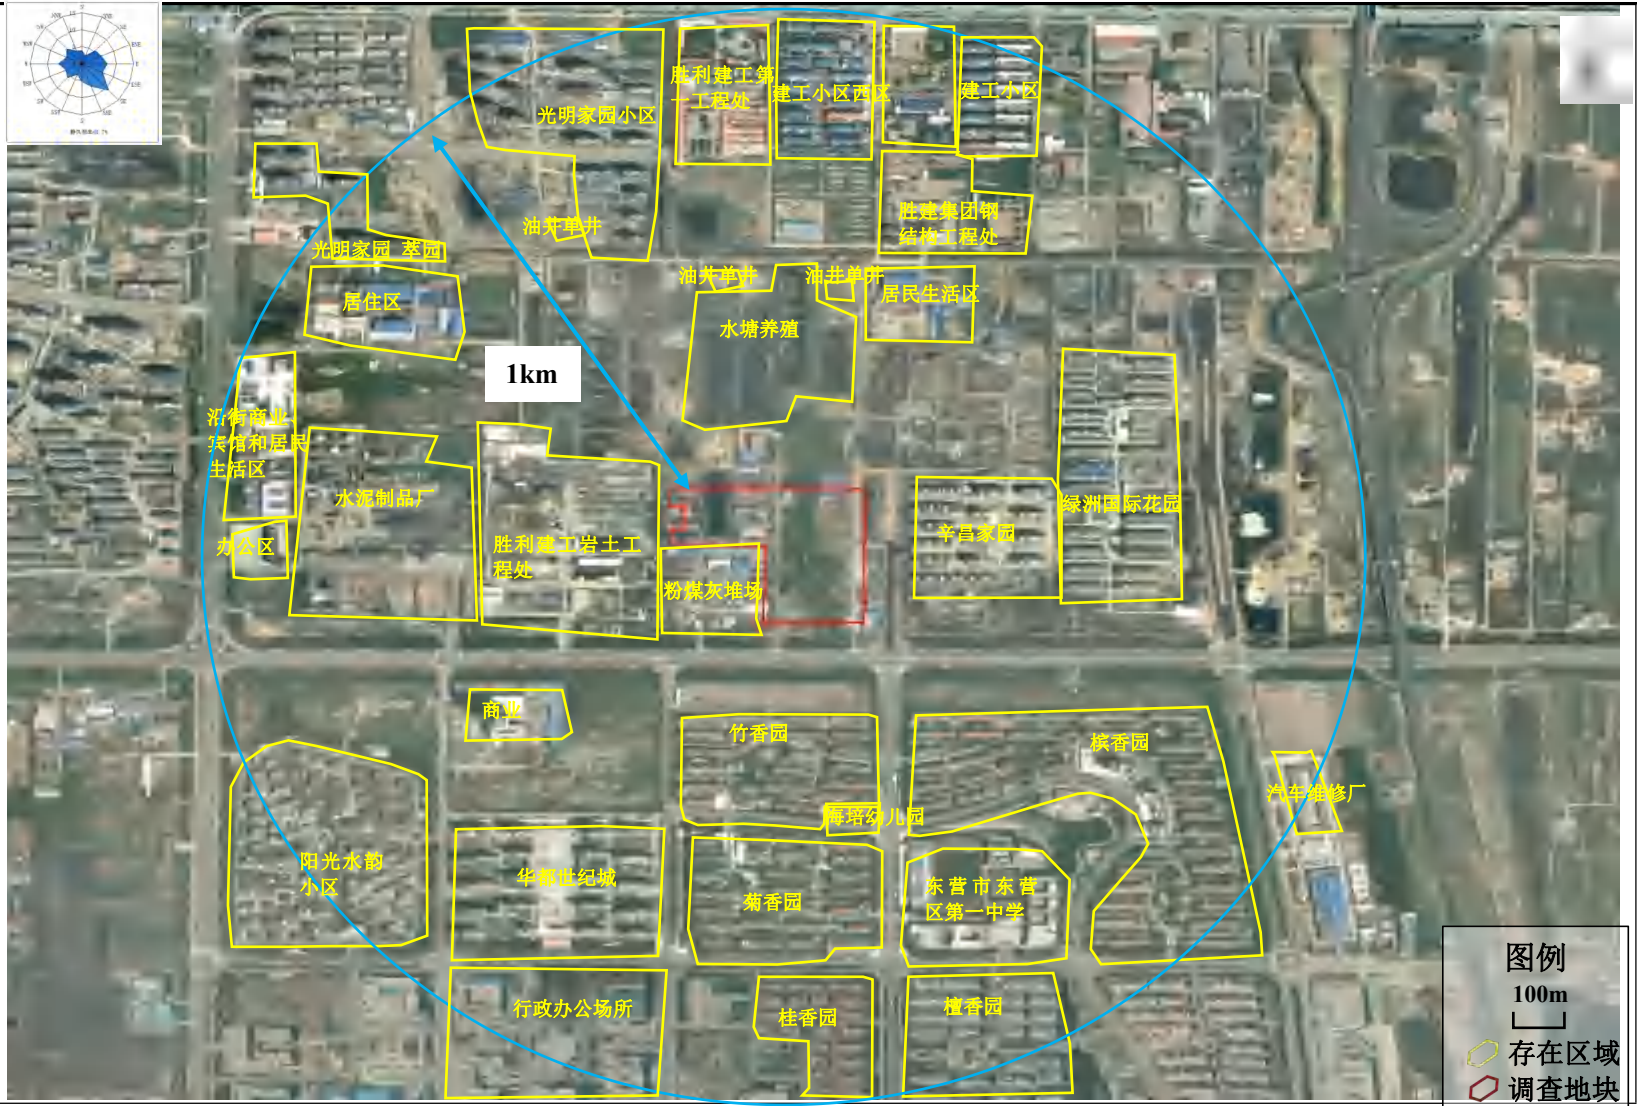 胜利建工第
一工程处
建工小区西区
建工小区
光明家园小区
油井单井
胜建集团钢
结构工程处
光明家园 萃园
油井单井
油井单井
居民生活区
居住区
水塘养殖
1km
沿街商业
宾馆和居民
生活区
水泥制品厂
绿洲国际花园
辛昌家园
办公区
胜利建工岩土工
程处
粉煤灰堆场
商业
竹香园
槟香园
汽车维修厂
海培幼儿园
阳光水韵
小区
华都世纪城
菊香园
东营市东营
区第一中学
行政办公场所
桂香园
檀香园
图例
100m
存在区域
调查地块